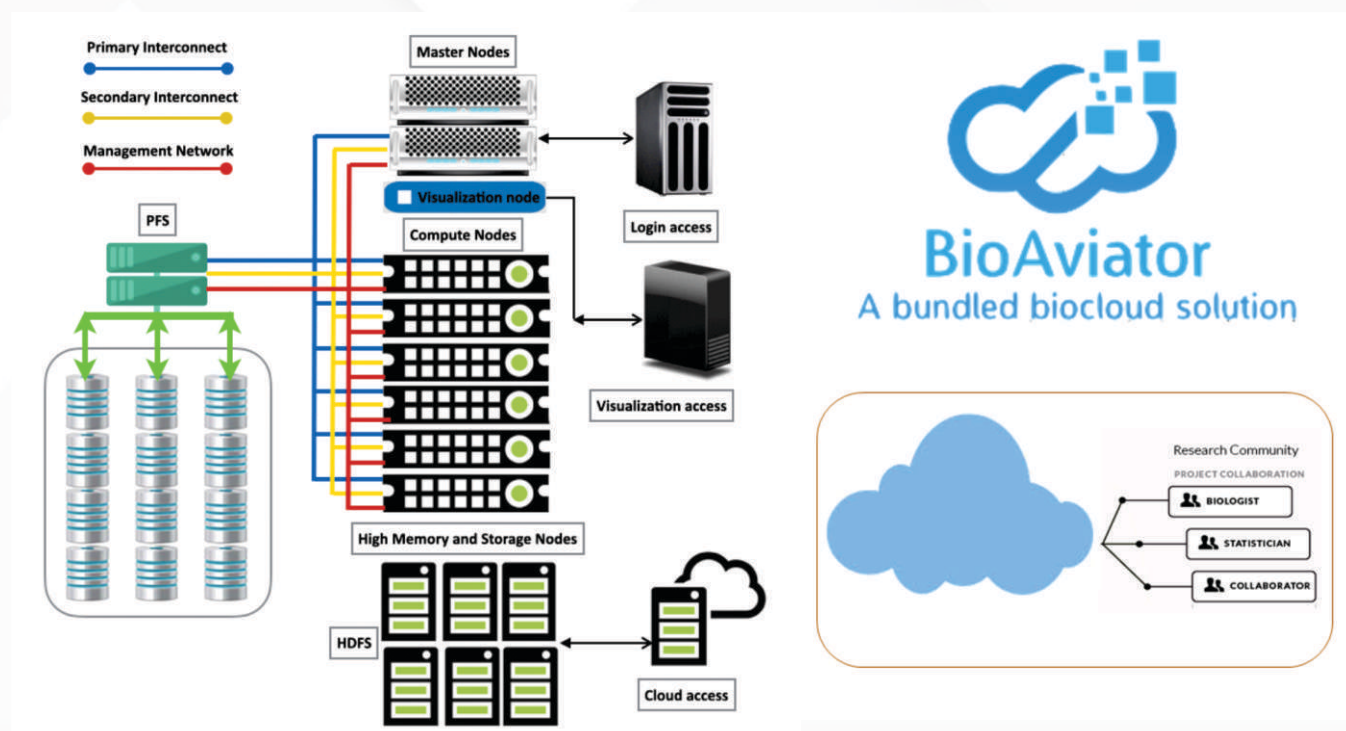 Primary Interconnect
Secondary Interconnect
Management Network
PFS
Master Nodes
Visualization node
Compute Nodes
Login access
Visualization access
High Memory and Storage Nodes
HDFS
Cloud access
BioAviator
A bundled biocloud solution
Research Community
PROJECT COLLABORATION
BIOLOGIST
STATISTICIAN
COLLABORATOR